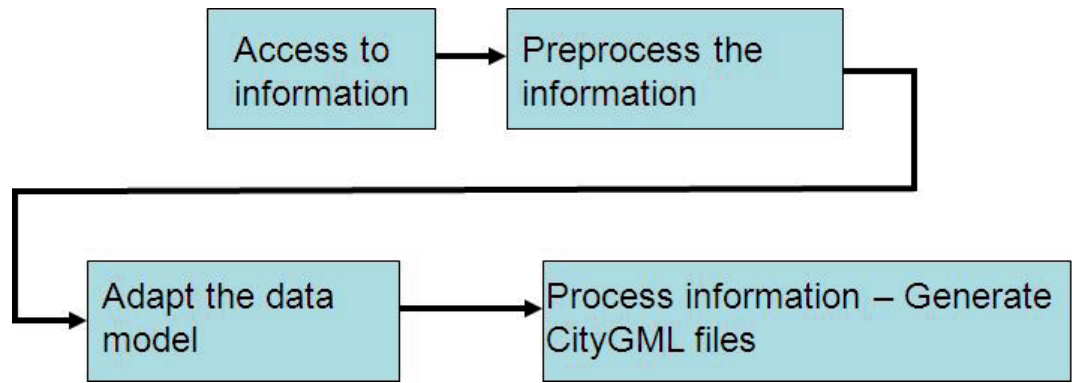 Access to
information
Preprocess the
information
Adapt the data
model
Process information – Generate
CityGML files